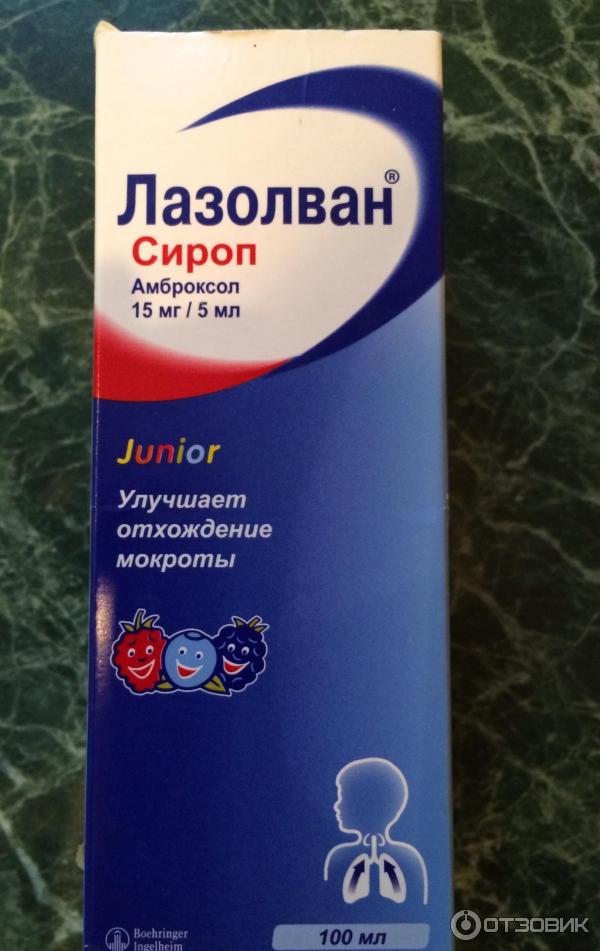 Лазолван®
Сироп
Амброксол
15 мг / 5 мл
Junior
Улучшает
отхождение
мокроты
Boehringer
Ingelheim
100 мл
ОТЗОВИК